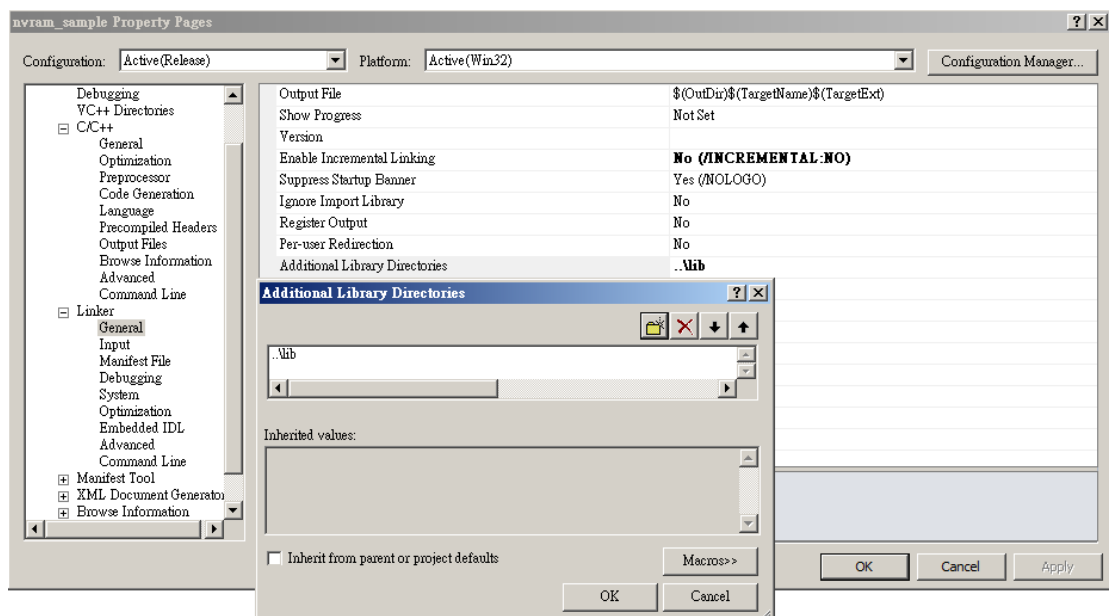 nvram_sample Property Pages
Configuration: Active(Release) Platform: Active(Win32) Configuration Manager...
Debugging
VC++ Directories
C/C++
General
Optimization
Preprocessor
Code Generation
Language
Precompiled Headers
Output Files
Browse Information
Advanced
Command Line
Linker
General
Input
Manifest File
Debugging
System
Optimization
Embedded IDL
Advanced
Command Line
Manifest Tool
XML Document Generator
Browse Information
Output File $(OutDir)$(TargetName)$(TargetExt)
Show Progress Not Set
Version
Enable Incremental Linking No (/INCREMENTAL:NO)
Suppress Startup Banner Yes (/NOLOGO)
Ignore Import Library No
Register Output No
Per-user Redirection No
Additional Library Directories ..\lib
Additional Library Directories
..\lib
Inherited values:
Inherit from parent or project defaults
Macros>>
OK Cancel
OK Cancel Apply